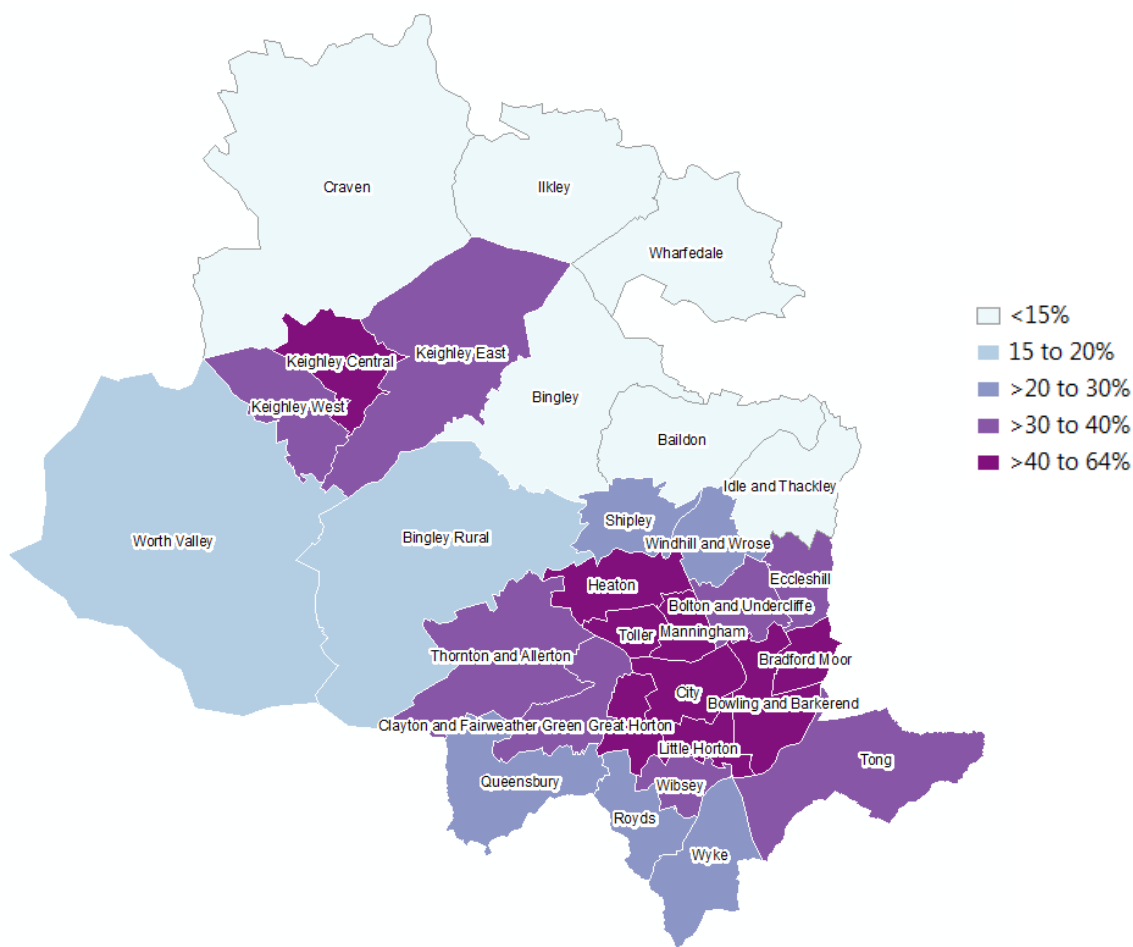 Craven
Ilkley
Wharfedale
<15%
15 to 20%
>20 to 30%
>30 to 40%
>40 to 64%
Keighley Central
Keighley East
Keighley West
Bingley
Baildon
Idle and Thackley
Shipley
Worth Valley
Bingley Rural
Windhill and Wrose
Heaton
Eccleshill
Bolton and Undercliffe
Toller
Manningham
Thornton and Allerton
Bradford Moor
City
Bowling and Barkerend
Clayton and Fairweather Green
Great Horton
Little Horton
Tong
Queensbury
Wibsey
Royds
Wyke